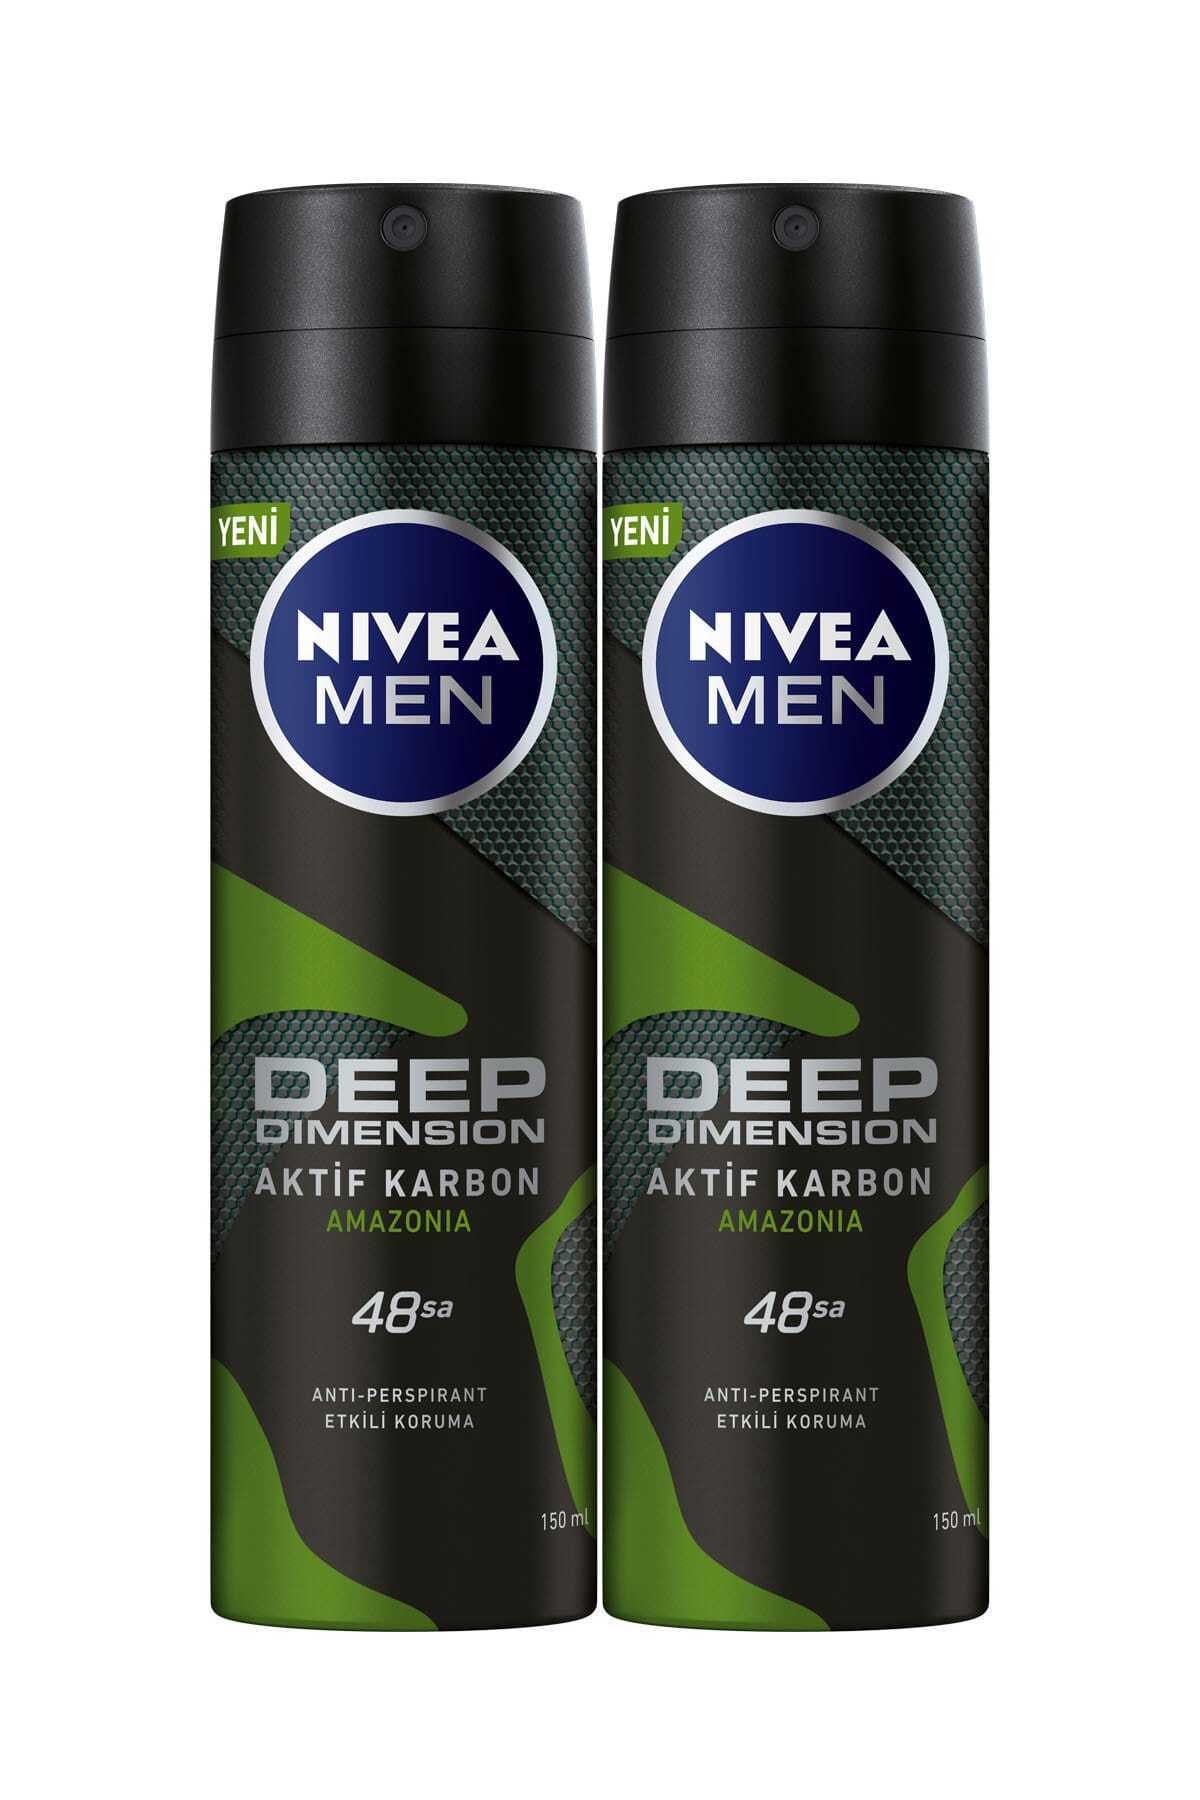 YENİ
NIVEA
MEN
DEEP
DIMENSION
AKTİF KARBON
AMAZONIA
48sa
ANTI-PERSPIRANT
ETKİLİ KORUMA
150 ml
YENİ
NIVEA
MEN
DEEP
DIMENSION
AKTİF KARBON
AMAZONIA
48sa
ANTI-PERSPIRANT
ETKİLİ KORUMA
150 ml